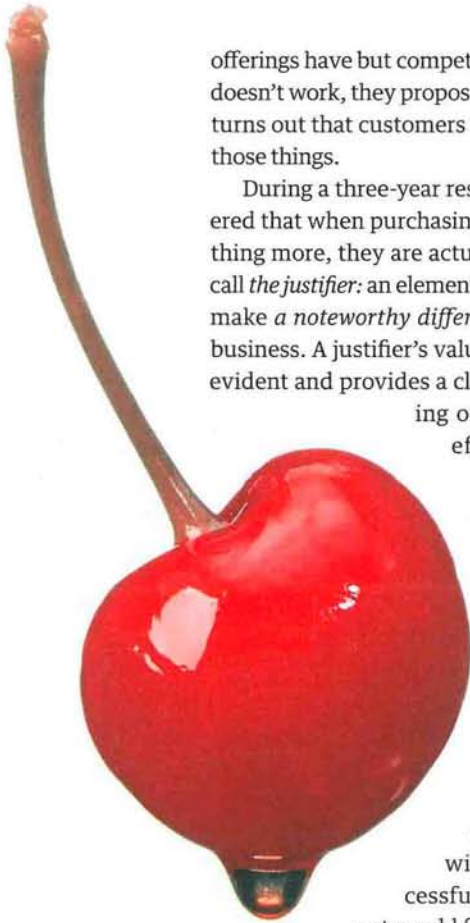 offerings have but compet
doesn't work, they propos
turns out that customers
those things.
During a three-year res
ered that when purchasin
thing more, they are actu
call the justifier: an element
make a noteworthy differ
business. A justifier's valu
evident and provides a cl
ing o
ef
wi
cessfu